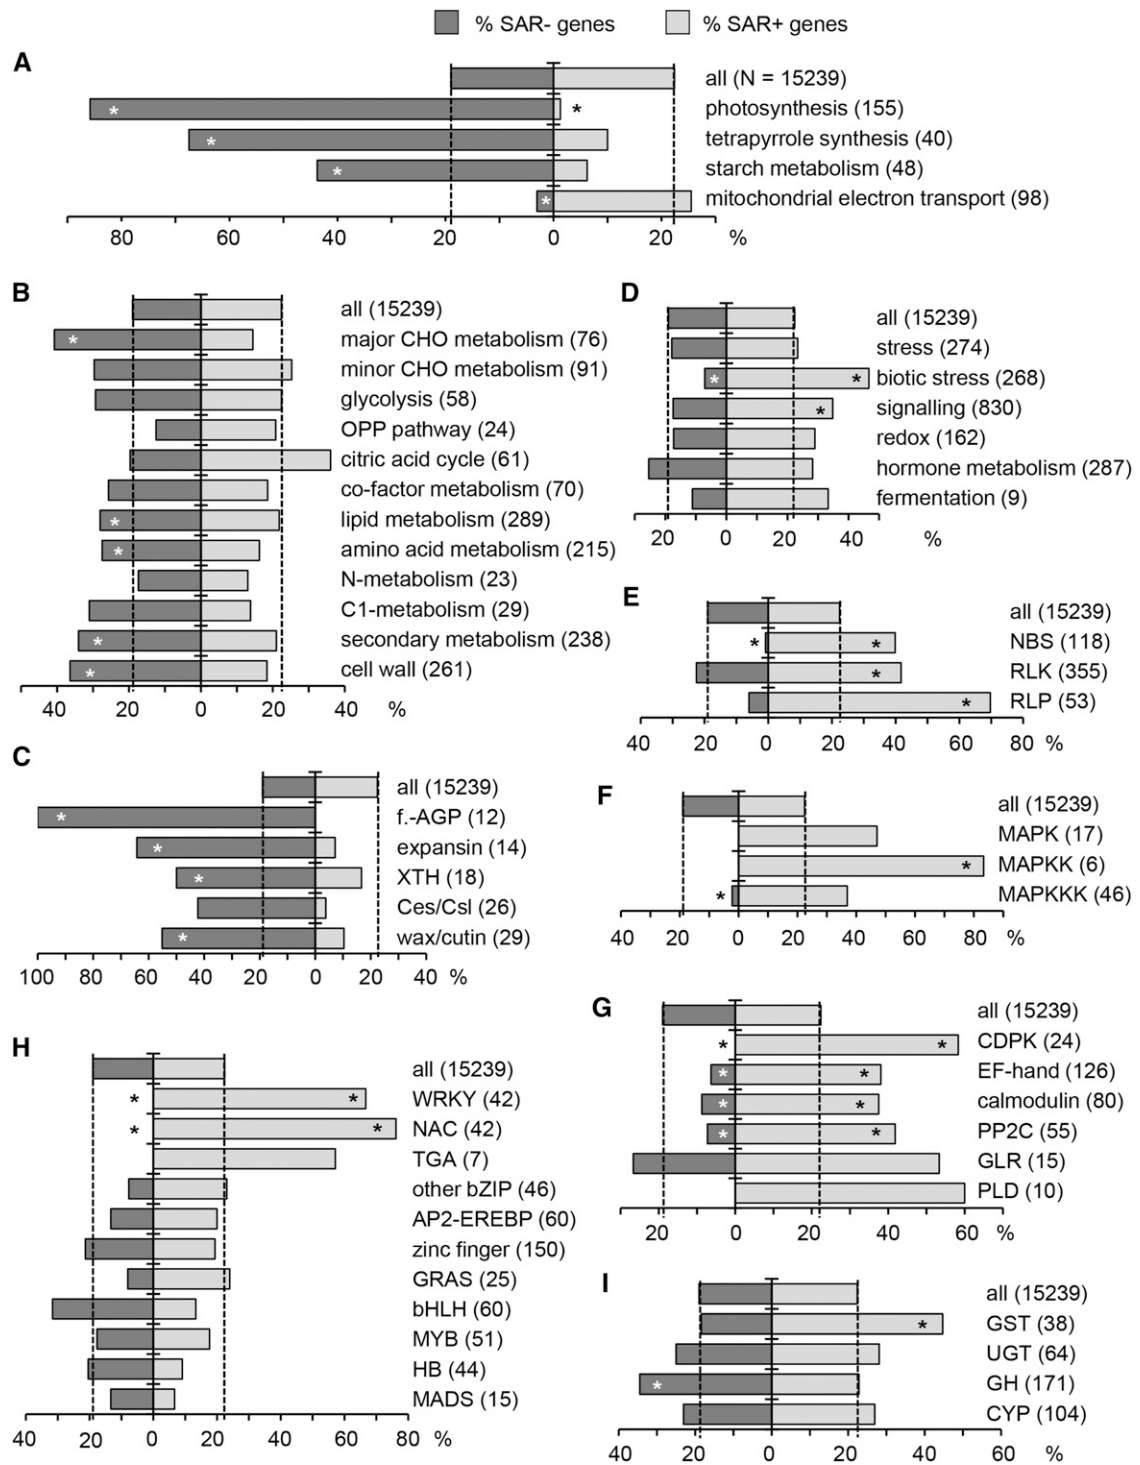 % SAR- genes % SAR+ genes
A
all (N = 15239)
photosynthesis (155)
tetrapyrrole synthesis (40)
starch metabolism (48)
mitochondrial electron transport (98)
80 60 40 20 0 20 %
B
all (15239)
major CHO metabolism (76)
minor CHO metabolism (91)
glycolysis (58)
OPP pathway (24)
citric acid cycle (61)
co-factor metabolism (70)
lipid metabolism (289)
amino acid metabolism (215)
N-metabolism (23)
C1-metabolism (29)
secondary metabolism (238)
cell wall (261)
40 20 0 20 40 %
C
all (15239)
f.-AGP (12)
expansin (14)
XTH (18)
Ces/Csl (26)
wax/cutin (29)
100 80 60 40 20 0 20 40 %
D
all (15239)
stress (274)
biotic stress (268)
signalling (830)
redox (162)
hormone metabolism (287)
fermentation (9)
20 0 20 40 %
E
all (15239)
NBS (118)
RLK (355)
RLP (53)
40 20 0 20 40 60 80 %
F
all (15239)
MAPK (17)
MAPKK (6)
MAPKKK (46)
40 20 0 20 40 60 80 %
G
all (15239)
CDPK (24)
EF-hand (126)
calmodulin (80)
PP2C (55)
GLR (15)
PLD (10)
20 0 20 40 60 %
H
all (15239)
WRKY (42)
NAC (42)
TGA (7)
other bZIP (46)
AP2-EREBP (60)
zinc finger (150)
GRAS (25)
bHLH (60)
MYB (51)
HB (44)
MADS (15)
40 20 0 20 40 60 80 %
I
all (15239)
GST (38)
UGT (64)
GH (171)
CYP (104)
40 20 0 20 40 60 %